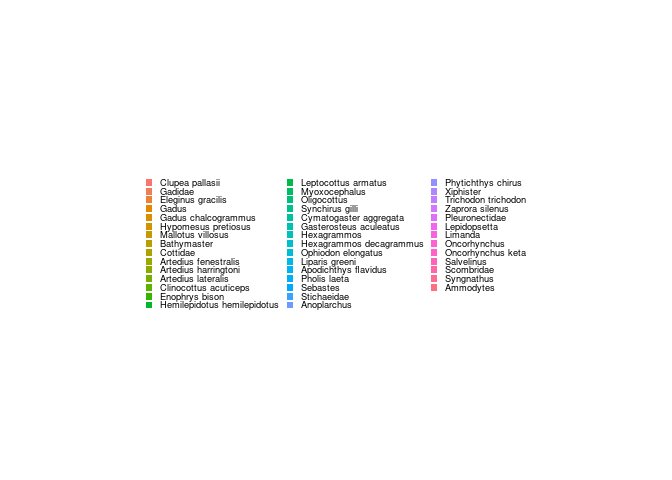 Clupea pallasii
Gadidae
Eleginus gracilis
Gadus
Gadus chalcogrammus
Hypomesus pretiosus
Mallotus villosus
Bathymaster
Cottidae
Artedius fenestralis
Artedius harringtoni
Artedius lateralis
Clinocottus acuticeps
Enophrys bison
Hemilepidotus hemilepidotus
Leptocottus armatus
Myoxocephalus
Oligocottus
Synchirus gilli
Cymatogaster aggregata
Gasterosteus aculeatus
Hexagrammos
Hexagrammos decagrammus
Ophiodon elongatus
Liparis greeni
Apodichthys flavidus
Pholis laeta
Sebastes
Stichaeidae
Anoplarchus
Phytichthys chirus
Xiphister
Trichodon trichodon
Zaprora silenus
Pleuronectidae
Lepidopsetta
Limanda
Oncorhynchus
Oncorhynchus keta
Salvelinus
Scombridae
Syngnathus
Ammodytes